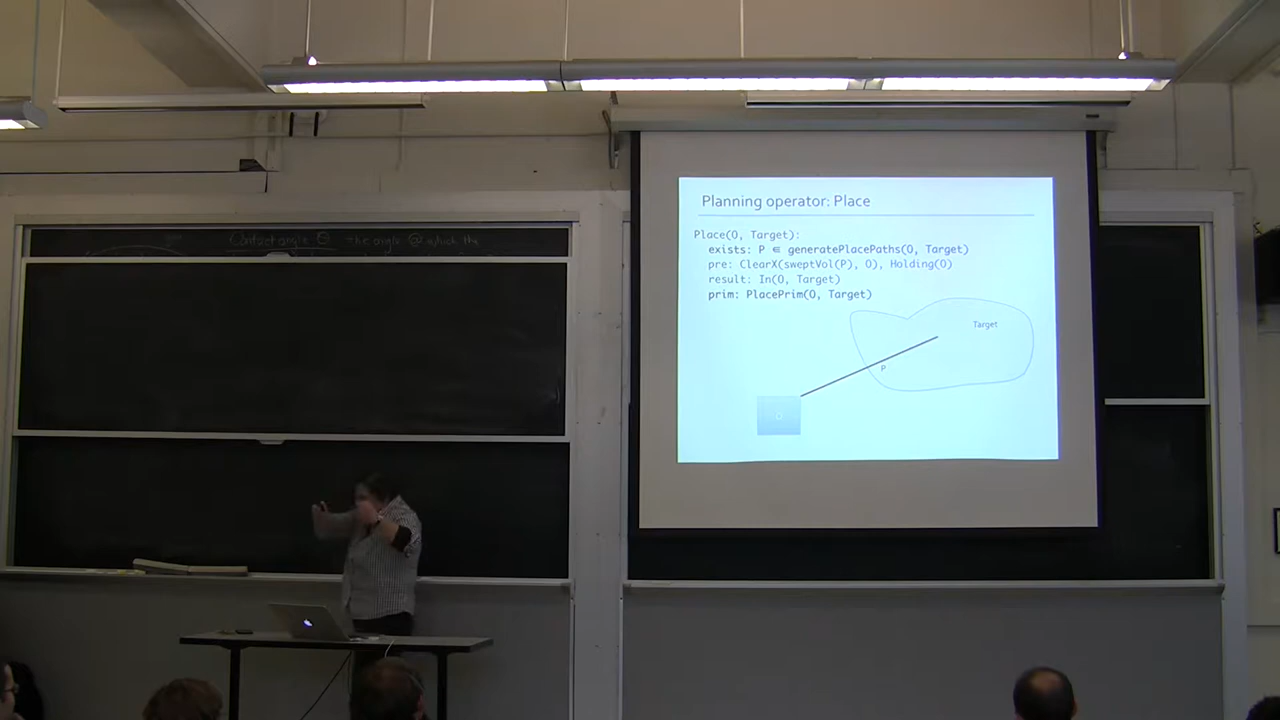 Contact angle: Θ = the angle @ which the
Planning operator: Place
Place(O, Target):
exists: P ∈ generatePlacePaths(O, Target)
pre: ClearX(sweptVol(P), O), Holding(O)
result: In(O, Target)
prim: PlacePrim(O, Target)
Target
P
O